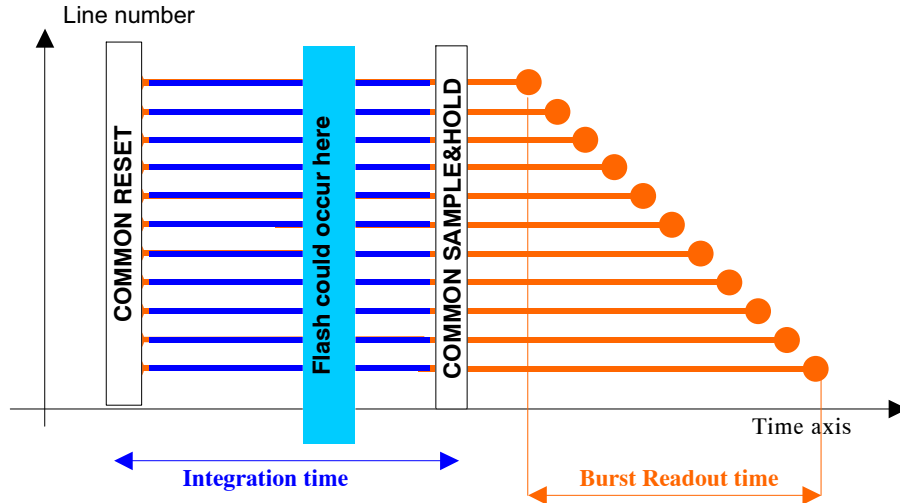 Line number
COMMON RESET
Flash could occur here
COMMON SAMPLE&HOLD
Time axis
Integration time
Burst Readout time